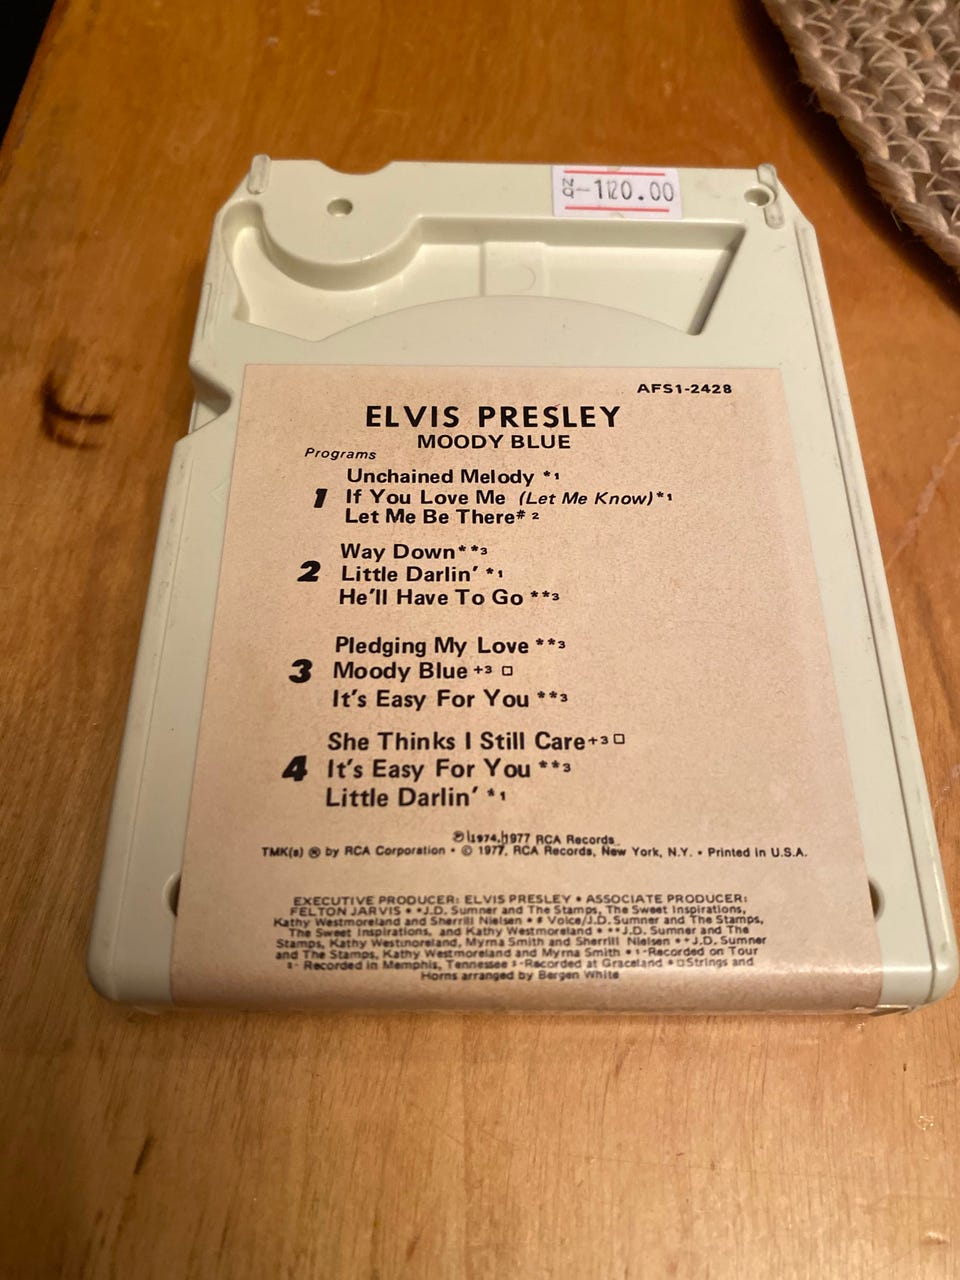 -120.00
AFS1-2428
ELVIS PRESLEY
MOODY BLUE
Programs
Unchained Melody *1
1 If You Love Me (Let Me Know)*1
Let Me Be There# 2
Way Down**3
2 Little Darlin' *1
He'll Have To Go **3
Pledging My Love **3
3 Moody Blue +3 □
It's Easy For You **3
She Thinks I Still Care+3 □
4 It's Easy For You **3
Little Darlin' *1
℗ 1974, 1977 RCA Records
TMK(s) ® by RCA Corporation • © 1977, RCA Records, New York, N.Y. • Printed in U.S.A.
EXECUTIVE PRODUCER: ELVIS PRESLEY • ASSOCIATE PRODUCER:
FELTON JARVIS • *J.D. Sumner and The Stamps, The Sweet Inspirations,
Kathy Westmoreland and Sherrill Nielsen • # Voice/J.D. Sumner and The Stamps,
The Sweet Inspirations, and Kathy Westmoreland • **J.D. Sumner and The
Stamps, Kathy Westmoreland, Myrna Smith and Sherrill Nielsen • +J.D. Sumner
and The Stamps, Kathy Westmoreland and Myrna Smith • 1-Recorded on Tour
2- Recorded in Memphis, Tennessee 3-Recorded at Graceland • □Strings and
Horns arranged by Bergen White